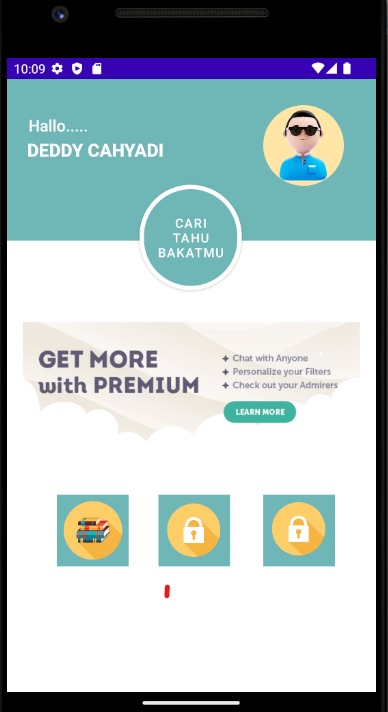 10:09
Hallo.....
DEDDY CAHYADI
CARI
TAHU
BAKATMU
GET MORE
with PREMIUM
Chat with Anyone
Personalize your Filters
Check out your Admirers
LEARN MORE